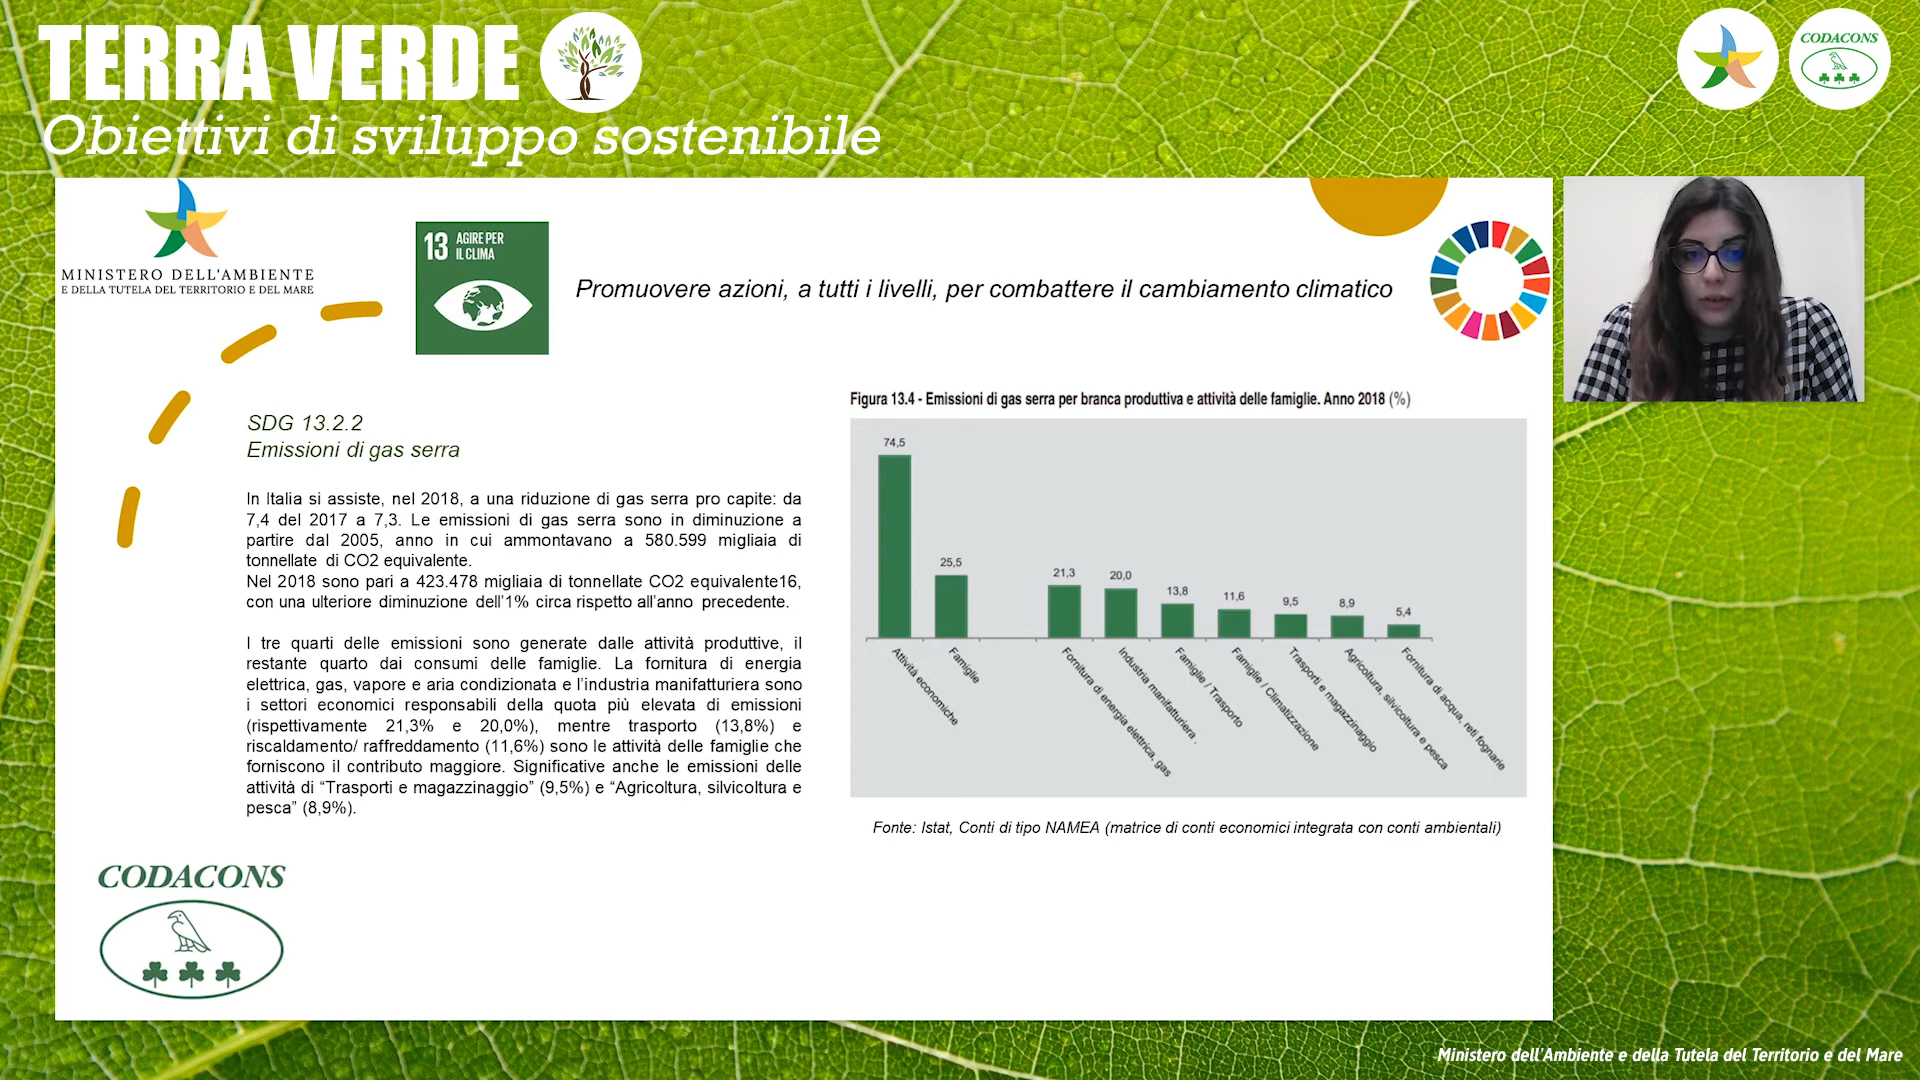 TERRA VERDE
Obiettivi di sviluppo sostenibile
CODACONS
MINISTERO DELL'AMBIENTE
E DELLA TUTELA DEL TERRITORIO E DEL MARE
13 AGIRE PER
IL CLIMA
Promuovere azioni, a tutti i livelli, per combattere il cambiamento climatico
SDG 13.2.2
Emissioni di gas serra
In Italia si assiste, nel 2018, a una riduzione di gas serra pro capite: da
7,4 del 2017 a 7,3. Le emissioni di gas serra sono in diminuzione a
partire dal 2005, anno in cui ammontavano a 580.599 migliaia di
tonnellate di CO2 equivalente.
Nel 2018 sono pari a 423.478 migliaia di tonnellate CO2 equivalente16,
con una ulteriore diminuzione dell'1% circa rispetto all'anno precedente.
I tre quarti delle emissioni sono generate dalle attività produttive, il
restante quarto dai consumi delle famiglie. La fornitura di energia
elettrica, gas, vapore e aria condizionata e l'industria manifatturiera sono
i settori economici responsabili della quota più elevata di emissioni
(rispettivamente 21,3% e 20,0%), mentre trasporto (13,8%) e
riscaldamento/ raffreddamento (11,6%) sono le attività delle famiglie che
forniscono il contributo maggiore. Significative anche le emissioni delle
attività di “Trasporti e magazzinaggio” (9,5%) e “Agricoltura, silvicoltura e
pesca” (8,9%).
Figura 13.4 - Emissioni di gas serra per branca produttiva e attività delle famiglie. Anno 2018 (%)
74,5
25,5
21,3
20,0
13,8
11,6
9,5
8,9
5,4
Attività economiche
Famiglie
Fornitura di energia elettrica, gas
Industria manifatturiera .
Famiglie / Trasporto
Famiglie / Climatizzazione
Trasporti e magazzinaggio
Agricoltura, silvicoltura e pesca
Fornitura di acqua, reti fognarie
Fonte: Istat, Conti di tipo NAMEA (matrice di conti economici integrata con conti ambientali)
CODACONS
Ministero dell'Ambiente e della Tutela del Territorio e del Mare